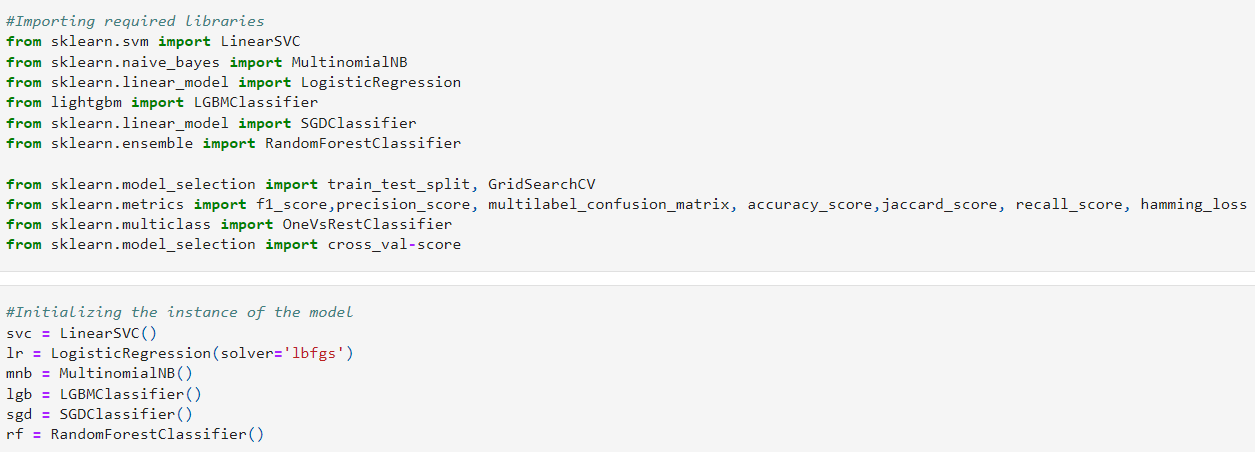 #Importing required libraries
from sklearn.svm import LinearSVC
from sklearn.naive_bayes import MultinomialNB
from sklearn.linear_model import LogisticRegression
from lightgbm import LGBMClassifier
from sklearn.linear_model import SGDClassifier
from sklearn.ensemble import RandomForestClassifier
from sklearn.model_selection import train_test_split, GridSearchCV
from sklearn.metrics import f1_score,precision_score, multilabel_confusion_matrix, accuracy_score,jaccard_score, recall_score, hamming_loss
from sklearn.multiclass import OneVsRestClassifier
from sklearn.model_selection import cross_val-score
#Initializing the instance of the model
svc = LinearSVC()
lr = LogisticRegression(solver='lbfgs')
mnb = MultinomialNB()
lgb = LGBMClassifier()
sgd = SGDClassifier()
rf = RandomForestClassifier()